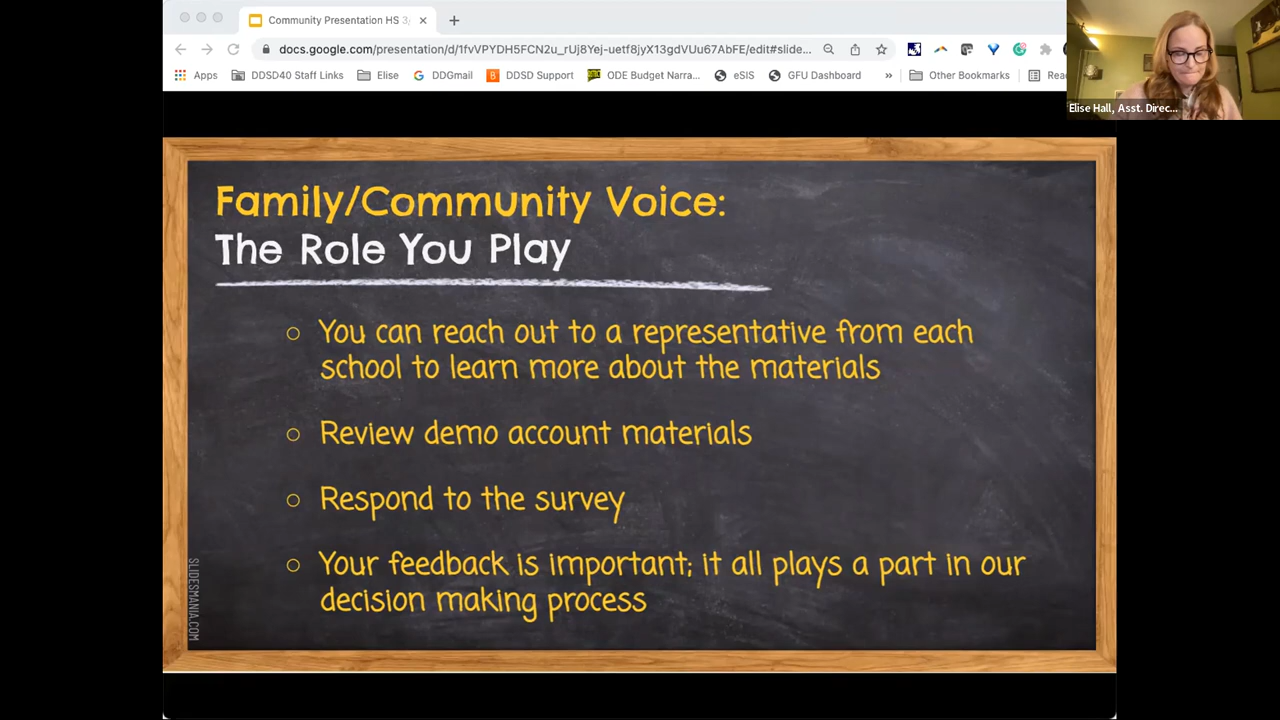 Community Presentation HS 3/
docs.google.com/presentation/d/1fvVPYDH5FCN2u_rUj8Yej-uetf8jyX13gdVUu67AbFE/edit#slide...
Apps
DDSD40 Staff Links
Elise
DDGmail
DDSD Support
ODE Budget Narra...
eSIS
GFU Dashboard
»
Other Bookmarks
Rea
Elise Hall, Asst. Direc...
Family/Community Voice:
The Role You Play
You can reach out to a representative from each
school to learn more about the materials
Review demo account materials
Respond to the survey
Your feedback is important; it all plays a part in our
decision making process
SLIDESMANIA.COM